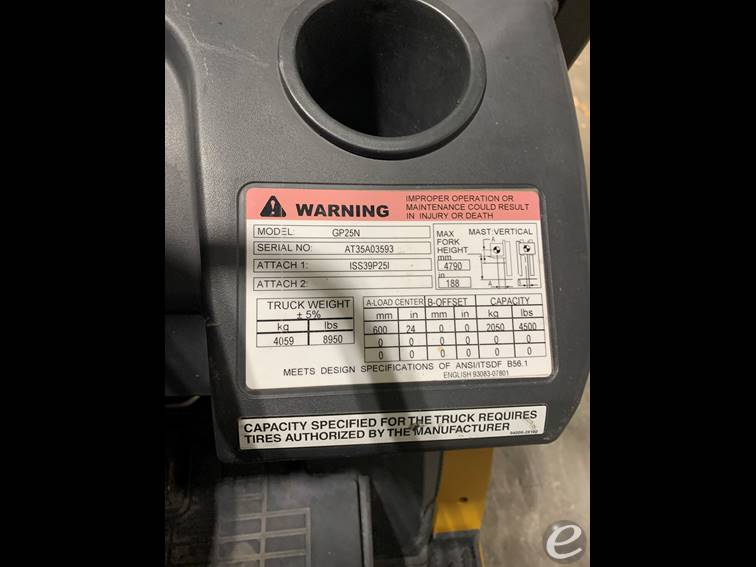 WARNING
IMPROPER OPERATION OR
MAINTENANCE COULD RESULT
IN INJURY OR DEATH
MODEL: GP25N
SERIAL NO: AT35A03593
ATTACH 1: ISS39P25I
ATTACH 2:
MAX
FORK
HEIGHT
mm
4790
in
188
MAST:VERTICAL
A
A
B
TRUCK WEIGHT
± 5%
kg lbs
4059 8950
A-LOAD CENTER B-OFFSET CAPACITY
mm in mm in kg lbs
600 24 0 0 2050 4500
0 0 0 0 0 0
0 0 0 0 0 0
MEETS DESIGN SPECIFICATIONS OF ANSI/ITSDF B56.1
ENGLISH 93083-07801
CAPACITY SPECIFIED FOR THE TRUCK REQUIRES
TIRES AUTHORIZED BY THE MANUFACTURER
e